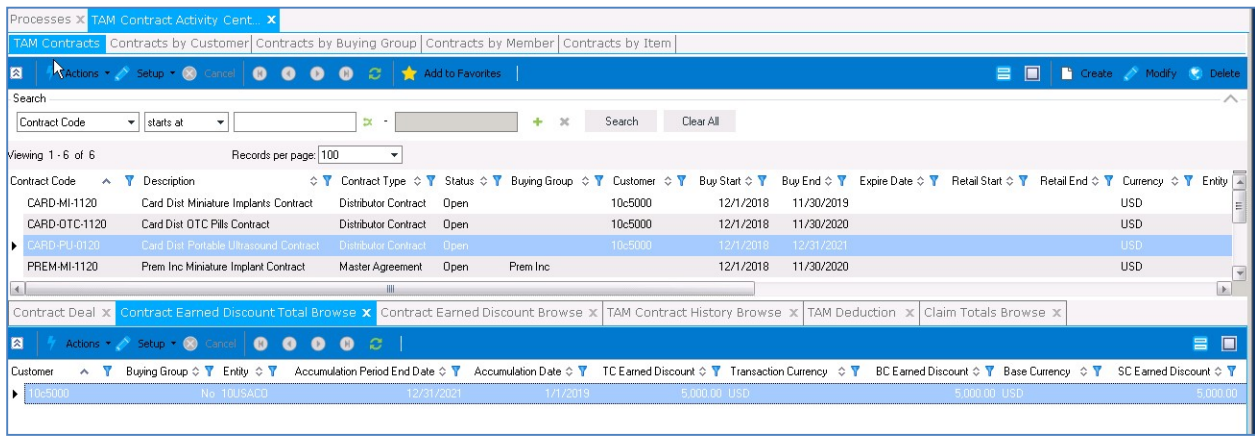 Processes X TAM Contract Activity Cent... X
TAM Contracts Contracts by Customer Contracts by Buying Group Contracts by Member Contracts by Item
Actions Setup Cancel Add to Favorites Create Modify Delete
Search
Contract Code starts at - Search Clear All
Viewing 1 - 6 of 6 Records per page: 100
Contract Code Description Contract Type Status Buying Group Customer Buy Start Buy End Expire Date Retail Start Retail End Currency Entity
CARD-MI-1120 Card Dist Miniature Implants Contract Distributor Contract Open 10c5000 12/1/2018 11/30/2019 USD
CARD-OTC-1120 Card Dist OTC Pills Contract Distributor Contract Open 10c5000 12/1/2018 11/30/2020 USD
CARD-PU-0120 Card Dist Portable Ultrasound Contract Distributor Contract Open 10c5000 12/1/2018 12/31/2021 USD
PREM-MI-1120 Prem Inc Miniature Implant Contract Master Agreement Open Prem Inc 12/1/2018 11/30/2020 USD
Contract Deal X Contract Earned Discount Total Browse X Contract Earned Discount Browse X TAM Contract History Browse X TAM Deduction X Claim Totals Browse X
Actions Setup Cancel
Customer Buying Group Entity Accumulation Period End Date Accumulation Date TC Earned Discount Transaction Currency BC Earned Discount Base Currency SC Earned Discount
10c5000 No 10USACO 12/31/2021 1/1/2019 5,000.00 USD 5,000.00 USD 5,000.00